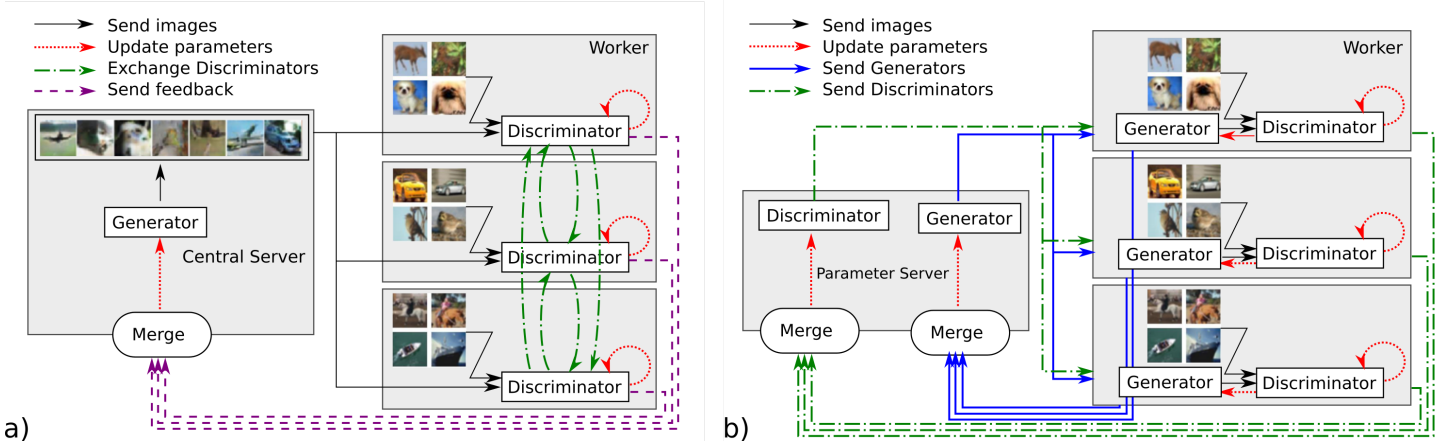 Send images
Update parameters
Exchange Discriminators
Send feedback
Worker
Discriminator
Generator
Central Server
Discriminator
Merge
Discriminator
a)
Send images
Update parameters
Send Generators
Send Discriminators
Worker
Generator
Discriminator
Discriminator
Generator
Generator
Discriminator
Parameter Server
Merge
Merge
Generator
Discriminator
b)